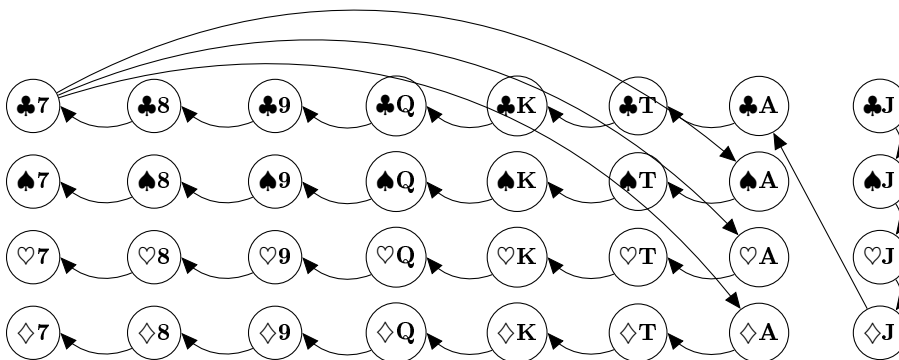 ♣7 ♣8 ♣9 ♣Q ♣K ♣T ♣A ♣J
♠7 ♠8 ♠9 ♠Q ♠K ♠T ♠A ♠J
♡7 ♡8 ♡9 ♡Q ♡K ♡T ♡A ♡J
♢7 ♢8 ♢9 ♢Q ♢K ♢T ♢A ♢J